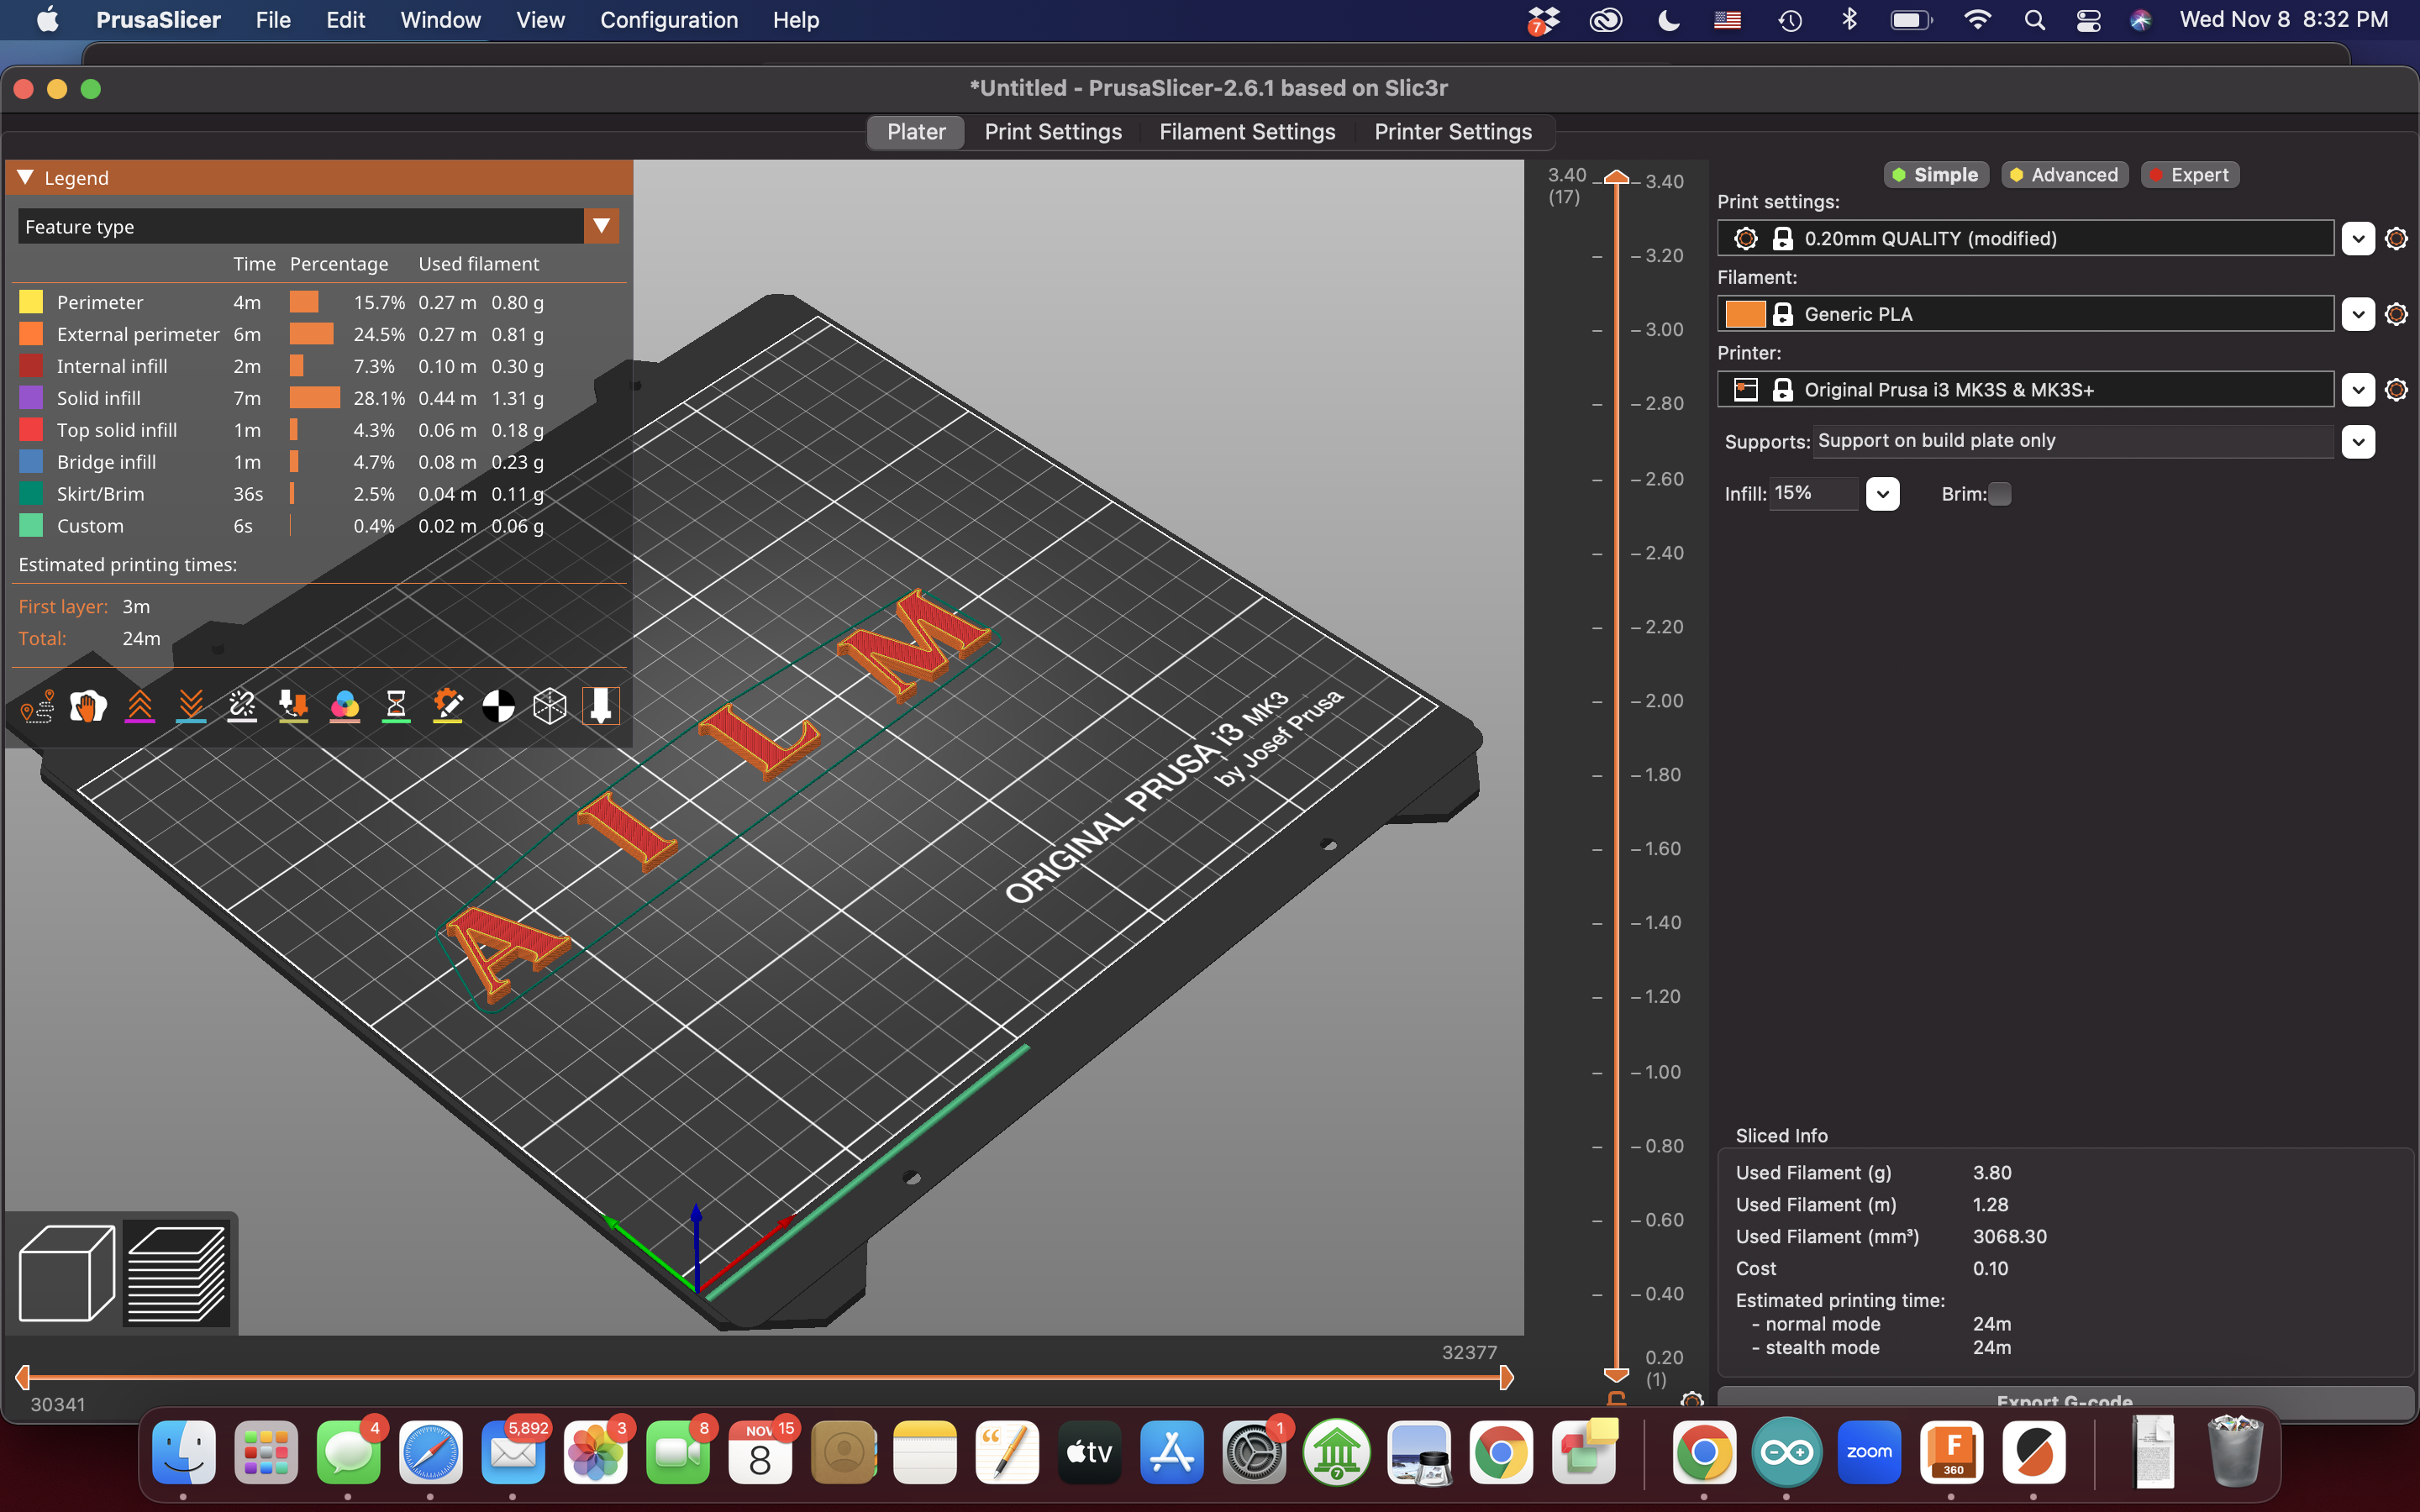 PrusaSlicer File Edit Window View Configuration Help 7 Wed Nov 8 8:32 PM
*Untitled - PrusaSlicer-2.6.1 based on Slic3r
Plater Print Settings Filament Settings Printer Settings
Legend
Feature type
Time Percentage Used filament
Perimeter 4m 15.7% 0.27 m 0.80 g
External perimeter 6m 24.5% 0.27 m 0.81 g
Internal infill 2m 7.3% 0.10 m 0.30 g
Solid infill 7m 28.1% 0.44 m 1.31 g
Top solid infill 1m 4.3% 0.06 m 0.18 g
Bridge infill 1m 4.7% 0.08 m 0.23 g
Skirt/Brim 36s 2.5% 0.04 m 0.11 g
Custom 6s 0.4% 0.02 m 0.06 g
Estimated printing times:
First layer: 3m
Total: 24m
A I L M
ORIGINAL PRUSA i3 MK3
by Josef Prusa
30341
32377
3.40
(17)
3.40
3.20
3.00
2.80
2.60
2.40
2.20
2.00
1.80
1.60
1.40
1.20
1.00
0.80
0.60
0.40
0.20
(1)
Simple Advanced Expert
Print settings:
0.20mm QUALITY (modified)
Filament:
Generic PLA
Printer:
Original Prusa i3 MK3S & MK3S+
Supports: Support on build plate only
Infill: 15% Brim:
Sliced Info
Used Filament (g) 3.80
Used Filament (m) 1.28
Used Filament (mm³) 3068.30
Cost 0.10
Estimated printing time:
- normal mode 24m
- stealth mode 24m
Export G-code
4 5,892 3 8 NOV 15 1
8 tv 7 zoom F
360